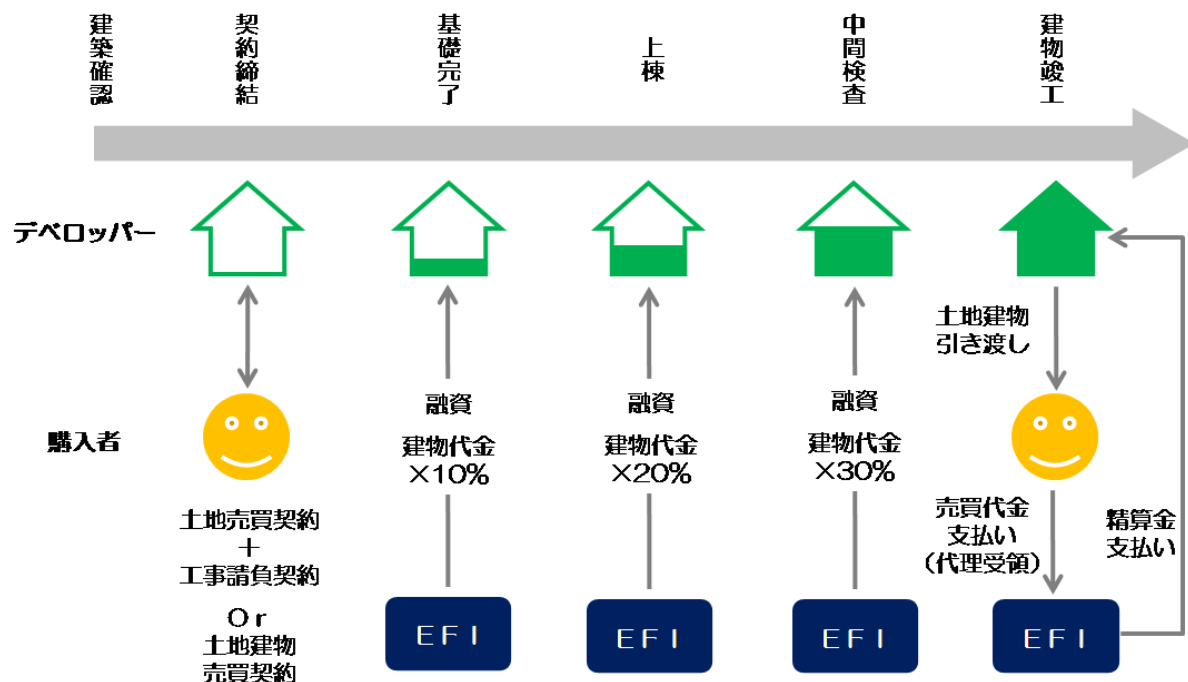 建築確認
契約締結
基礎完了
上棟
中間検査
建物竣工
デベロッパー
土地建物
引き渡し
購入者
融資
建物代金
×10%
融資
建物代金
×20%
融資
建物代金
×30%
土地売買契約
＋
工事請負契約
Or
土地建物
売買契約
売買代金
支払い
(代理受領)
精算金
支払い
EFI
EFI
EFI
EFI